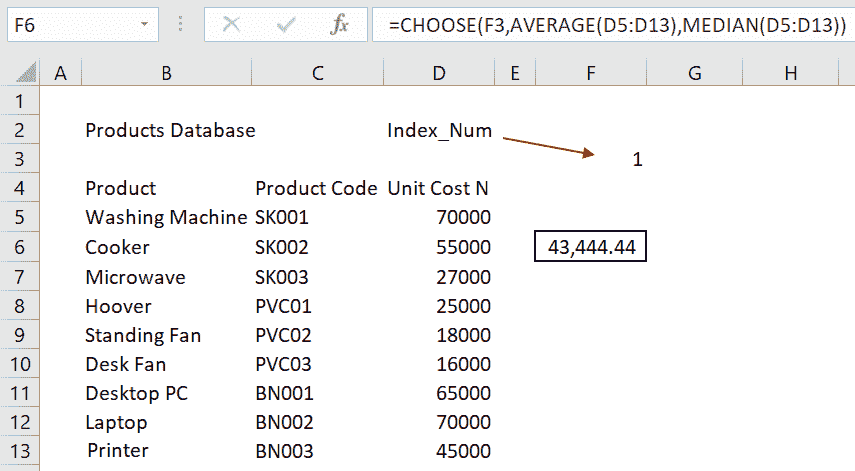 F6 =CHOOSE(F3,AVERAGE(D5:D13),MEDIAN(D5:D13))
A B C D E F G H
1
2 Products Database Index_Num
3 1
4 Product Product Code Unit Cost N
5 Washing Machine SK001 70000
6 Cooker SK002 55000 43,444.44
7 Microwave SK003 27000
8 Hoover PVC01 25000
9 Standing Fan PVC02 18000
10 Desk Fan PVC03 16000
11 Desktop PC BN001 65000
12 Laptop BN002 70000
13 Printer BN003 45000